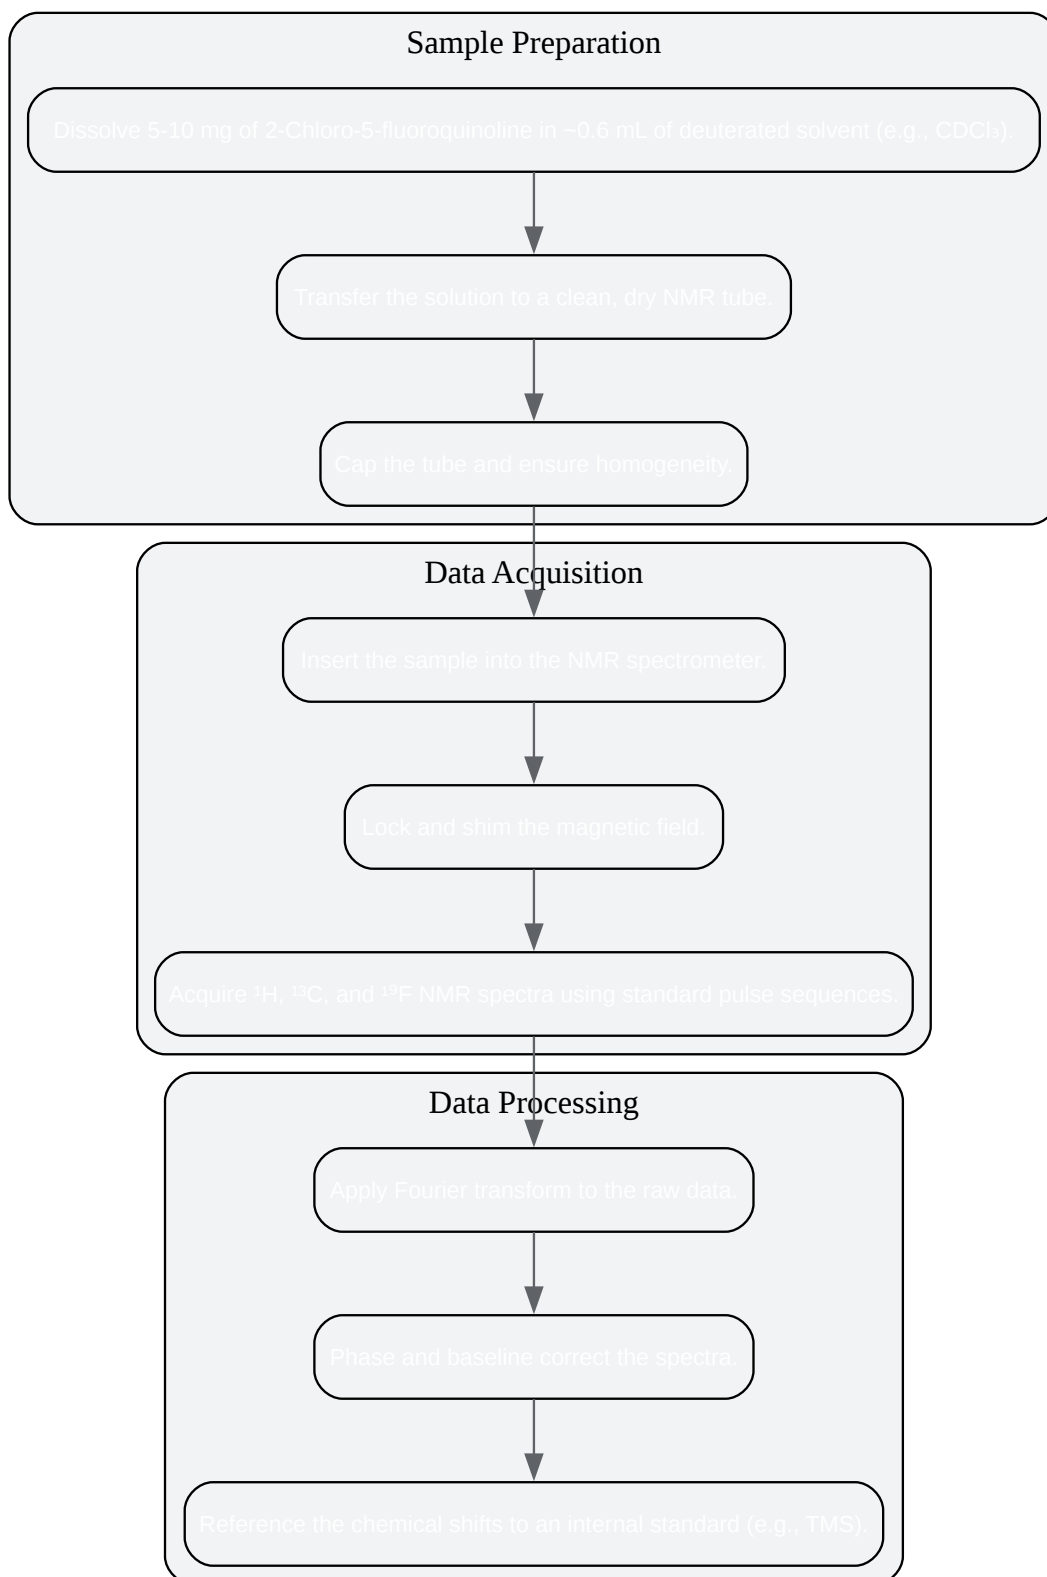 Sample Preparation
Dissolve 5-10 mg of 2-Chloro-5-fluoroquinoline in ~0.6 mL of deuterated solvent (e.g., CDCl₃).
Transfer the solution to a clean, dry NMR tube.
Cap the tube and ensure homogeneity.
Data Acquisition
Insert the sample into the NMR spectrometer.
Lock and shim the magnetic field.
Acquire ¹H, ¹³C, and ¹⁹F NMR spectra using standard pulse sequences.
Data Processing
Apply Fourier transform to the raw data.
Phase and baseline correct the spectra.
Reference the chemical shifts to an internal standard (e.g., TMS).